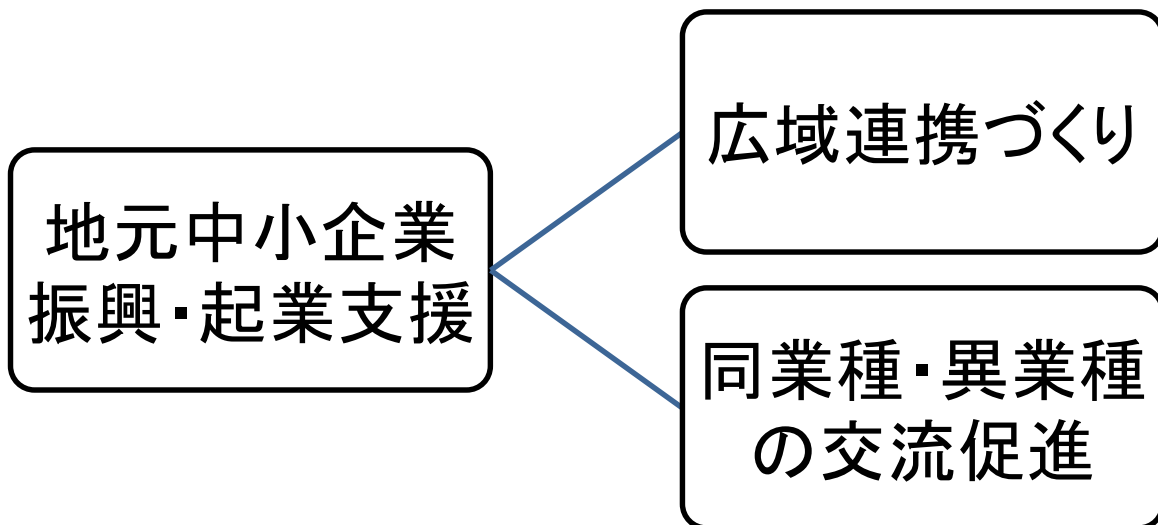 地元中小企業
振興・起業支援
広域連携づくり
同業種・異業種
の交流促進